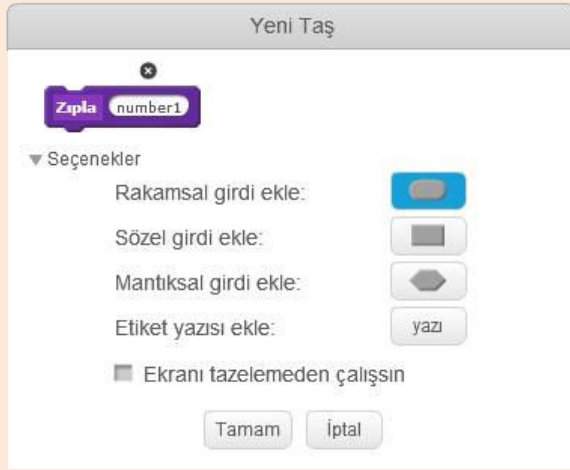 Yeni Taş
Zıpla number1
Seçenekler
Rakamsal girdi ekle:
Sözel girdi ekle:
Mantıksal girdi ekle:
Etiket yazısı ekle: yazı
Ekranı tazelemeden çalışsın
Tamam İptal